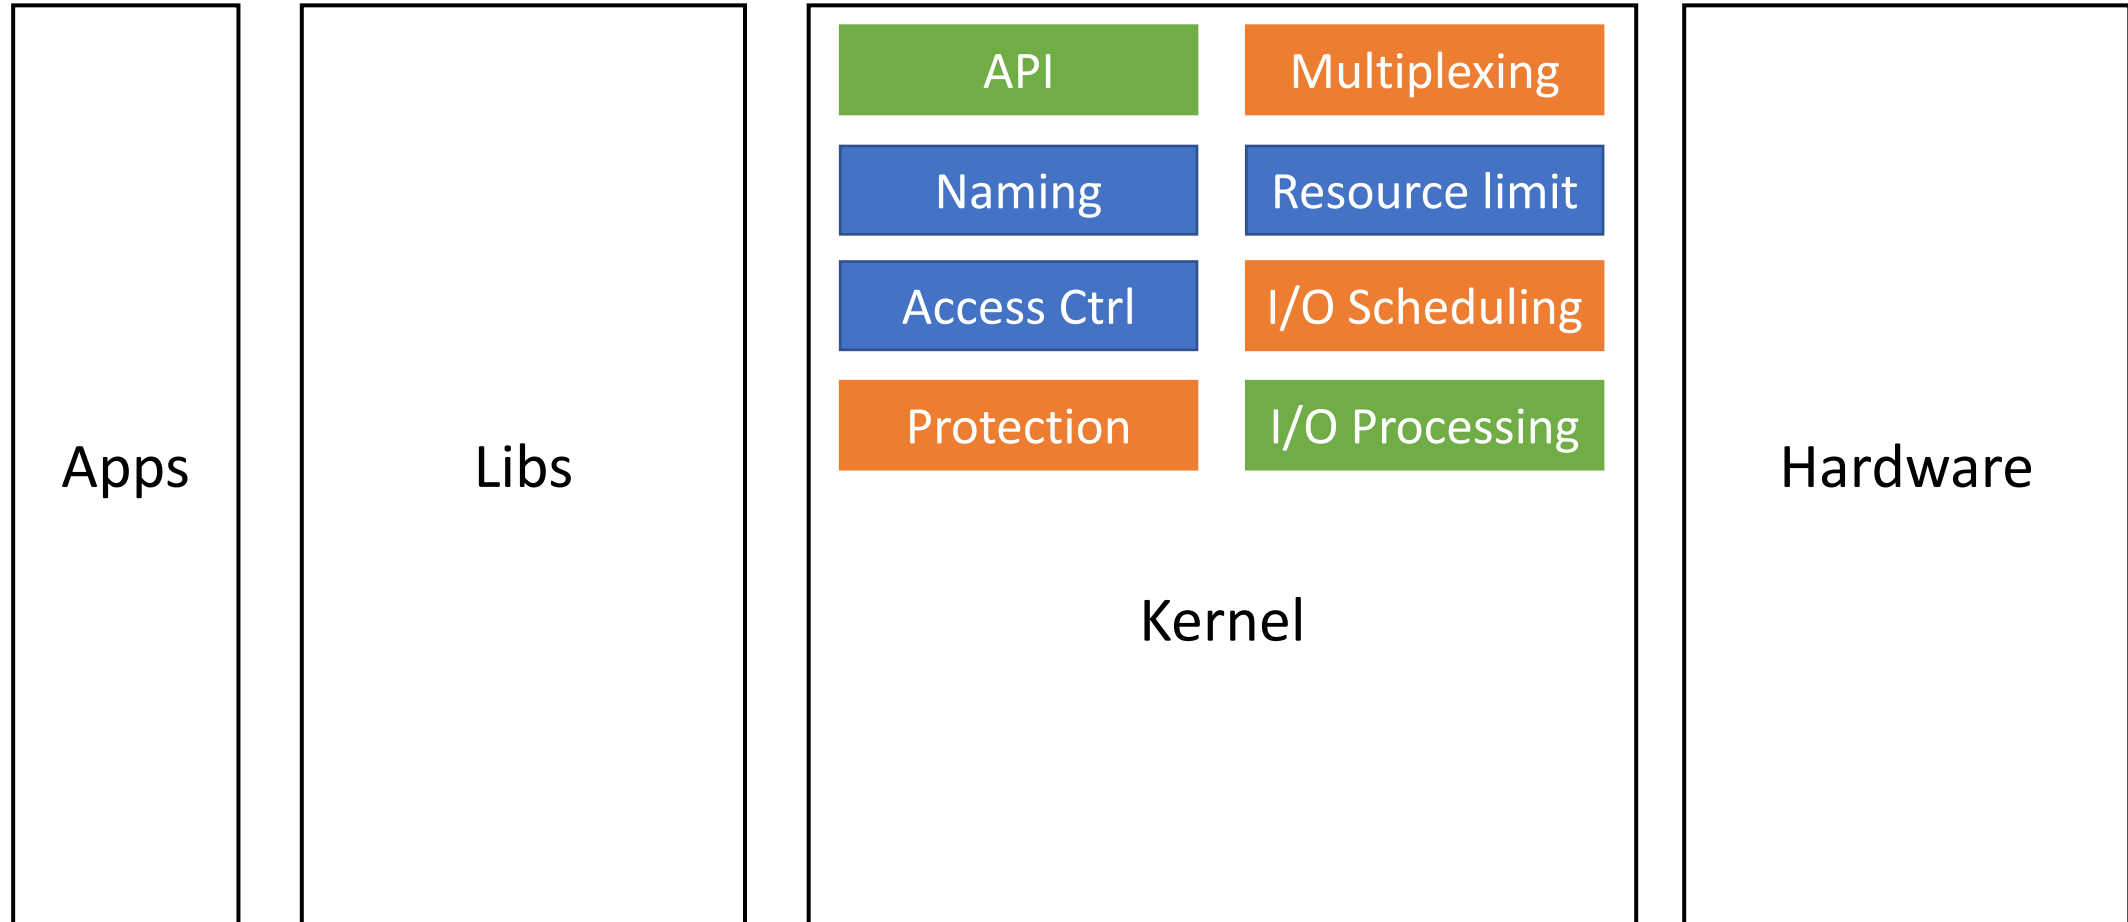 Apps
Libs
API
Multiplexing
Naming
Resource limit
Access Ctrl
I/O Scheduling
Protection
I/O Processing
Kernel
Hardware